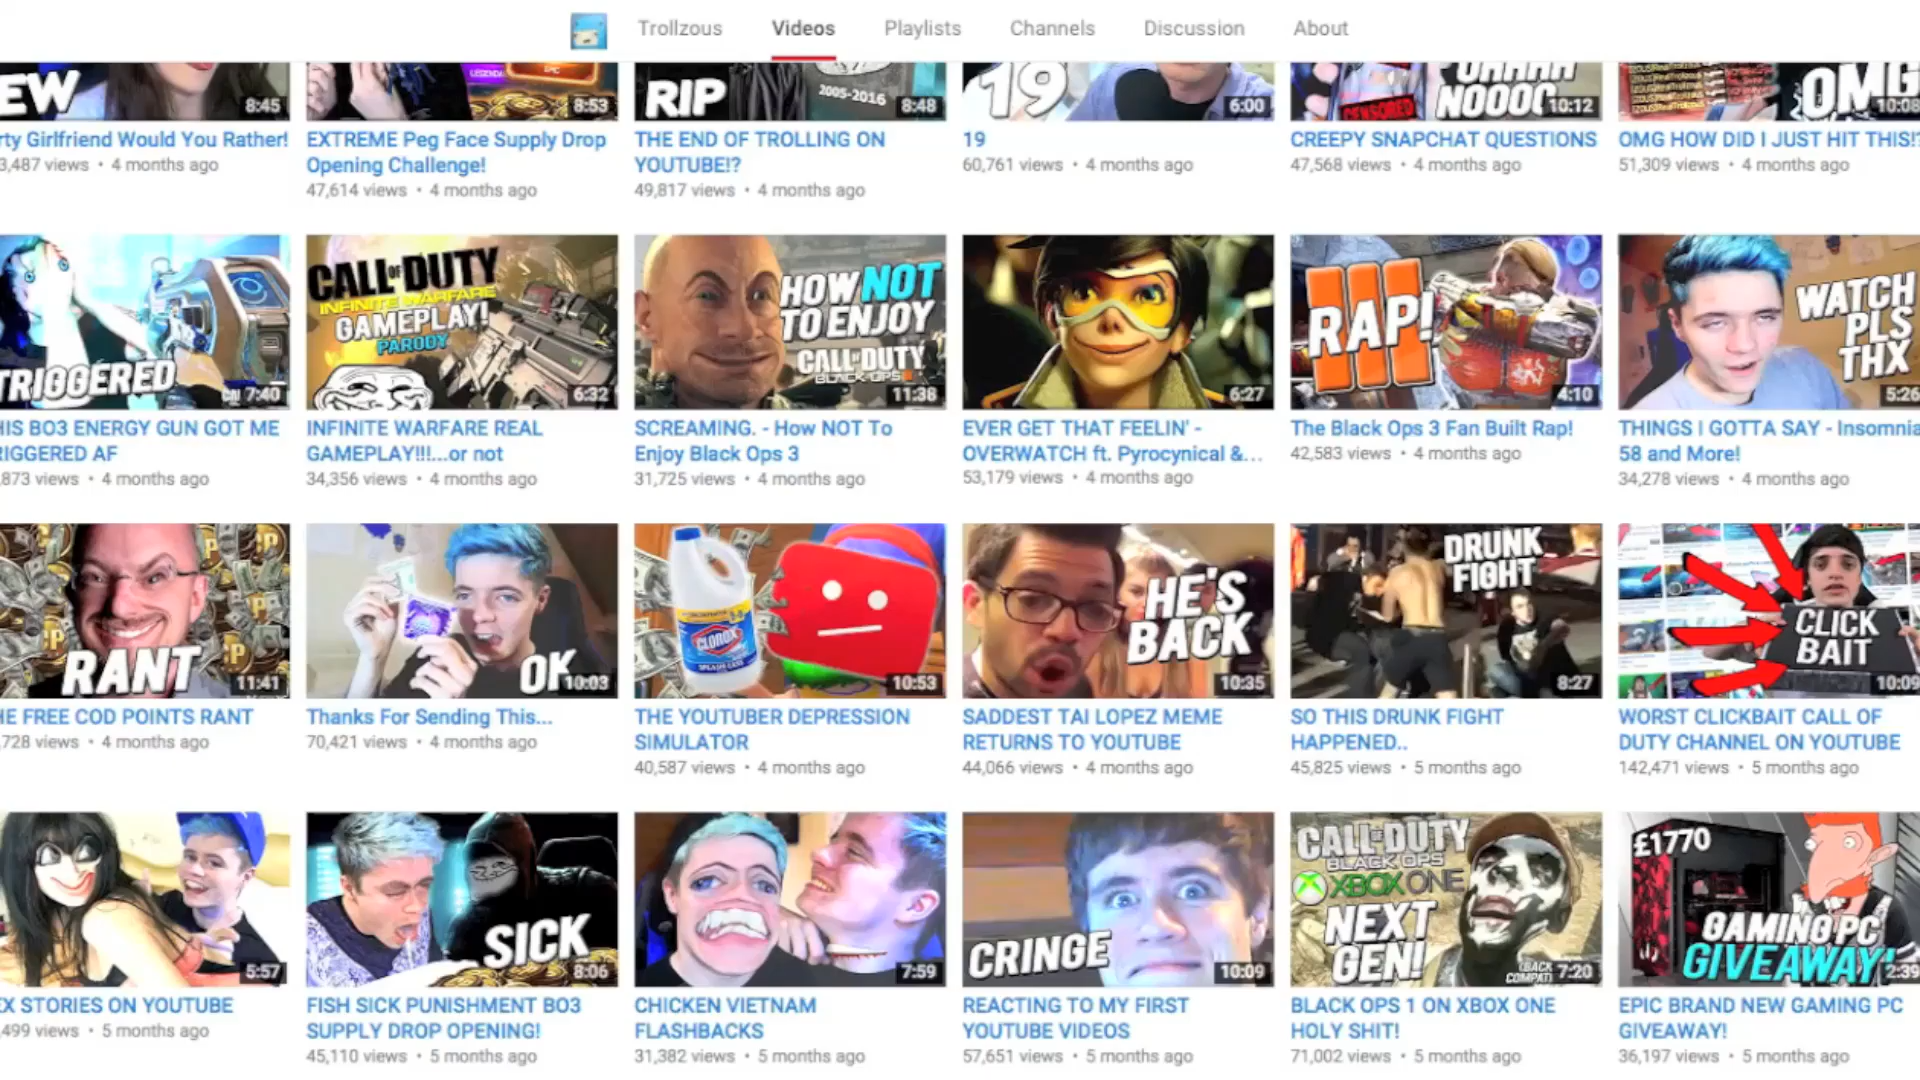 Trollzous Videos Playlists Channels Discussion About
EW 8:45
LEGENDA EPIC 8:53
RIP 2005-2016 8:48
19 6:00
CENSORED NOOOO 10:12
OMG 10:08
rty Girlfriend Would You Rather!
3,487 views • 4 months ago
EXTREME Peg Face Supply Drop
Opening Challenge!
47,614 views • 4 months ago
THE END OF TROLLING ON
YOUTUBE!?
49,817 views • 4 months ago
19
60,761 views • 4 months ago
CREEPY SNAPCHAT QUESTIONS
47,568 views • 4 months ago
OMG HOW DID I JUST HIT THIS!?
51,309 views • 4 months ago
TRIGGERED 7:40
CALL OF DUTY
INFINITE WARFARE
GAMEPLAY!
PARODY
6:32
HOW NOT
TO ENJOY
CALL OF DUTY
BLACK OPS III
11:38
6:27
RAP!
4:10
WATCH
PLS
THX
5:26
HIS BO3 ENERGY GUN GOT ME
RIGGERED AF
873 views • 4 months ago
INFINITE WARFARE REAL
GAMEPLAY!!!...or not
34,356 views • 4 months ago
SCREAMING. - How NOT To
Enjoy Black Ops 3
31,725 views • 4 months ago
EVER GET THAT FEELIN' -
OVERWATCH ft. Pyrocynical &...
53,179 views • 4 months ago
The Black Ops 3 Fan Built Rap!
42,583 views • 4 months ago
THINGS I GOTTA SAY - Insomnia
58 and More!
34,278 views • 4 months ago
RANT 11:41
OK 10:03
CLOROX
SPLASH-LESS
10:53
HE'S
BACK
10:35
DRUNK
FIGHT
8:27
CLICK
BAIT
10:09
HE FREE COD POINTS RANT
,728 views • 4 months ago
Thanks For Sending This...
70,421 views • 4 months ago
THE YOUTUBER DEPRESSION
SIMULATOR
40,587 views • 4 months ago
SADDEST TAI LOPEZ MEME
RETURNS TO YOUTUBE
44,066 views • 4 months ago
SO THIS DRUNK FIGHT
HAPPENED..
45,825 views • 5 months ago
WORST CLICKBAIT CALL OF
DUTY CHANNEL ON YOUTUBE
142,471 views • 5 months ago
5:57
SICK
8:06
7:59
CRINGE
10:09
CALL OF DUTY
BLACK OPS
XBOX ONE
NEXT
GEN!
(BACK
COMPAT)
7:20
£1770
GAMING PC
GIVEAWAY!
2:39
EX STORIES ON YOUTUBE
,499 views • 5 months ago
FISH SICK PUNISHMENT BO3
SUPPLY DROP OPENING!
45,110 views • 5 months ago
CHICKEN VIETNAM
FLASHBACKS
31,382 views • 5 months ago
REACTING TO MY FIRST
YOUTUBE VIDEOS
57,651 views • 5 months ago
BLACK OPS 1 ON XBOX ONE
HOLY SHIT!
71,002 views • 5 months ago
EPIC BRAND NEW GAMING PC
GIVEAWAY!
36,197 views • 5 months ago